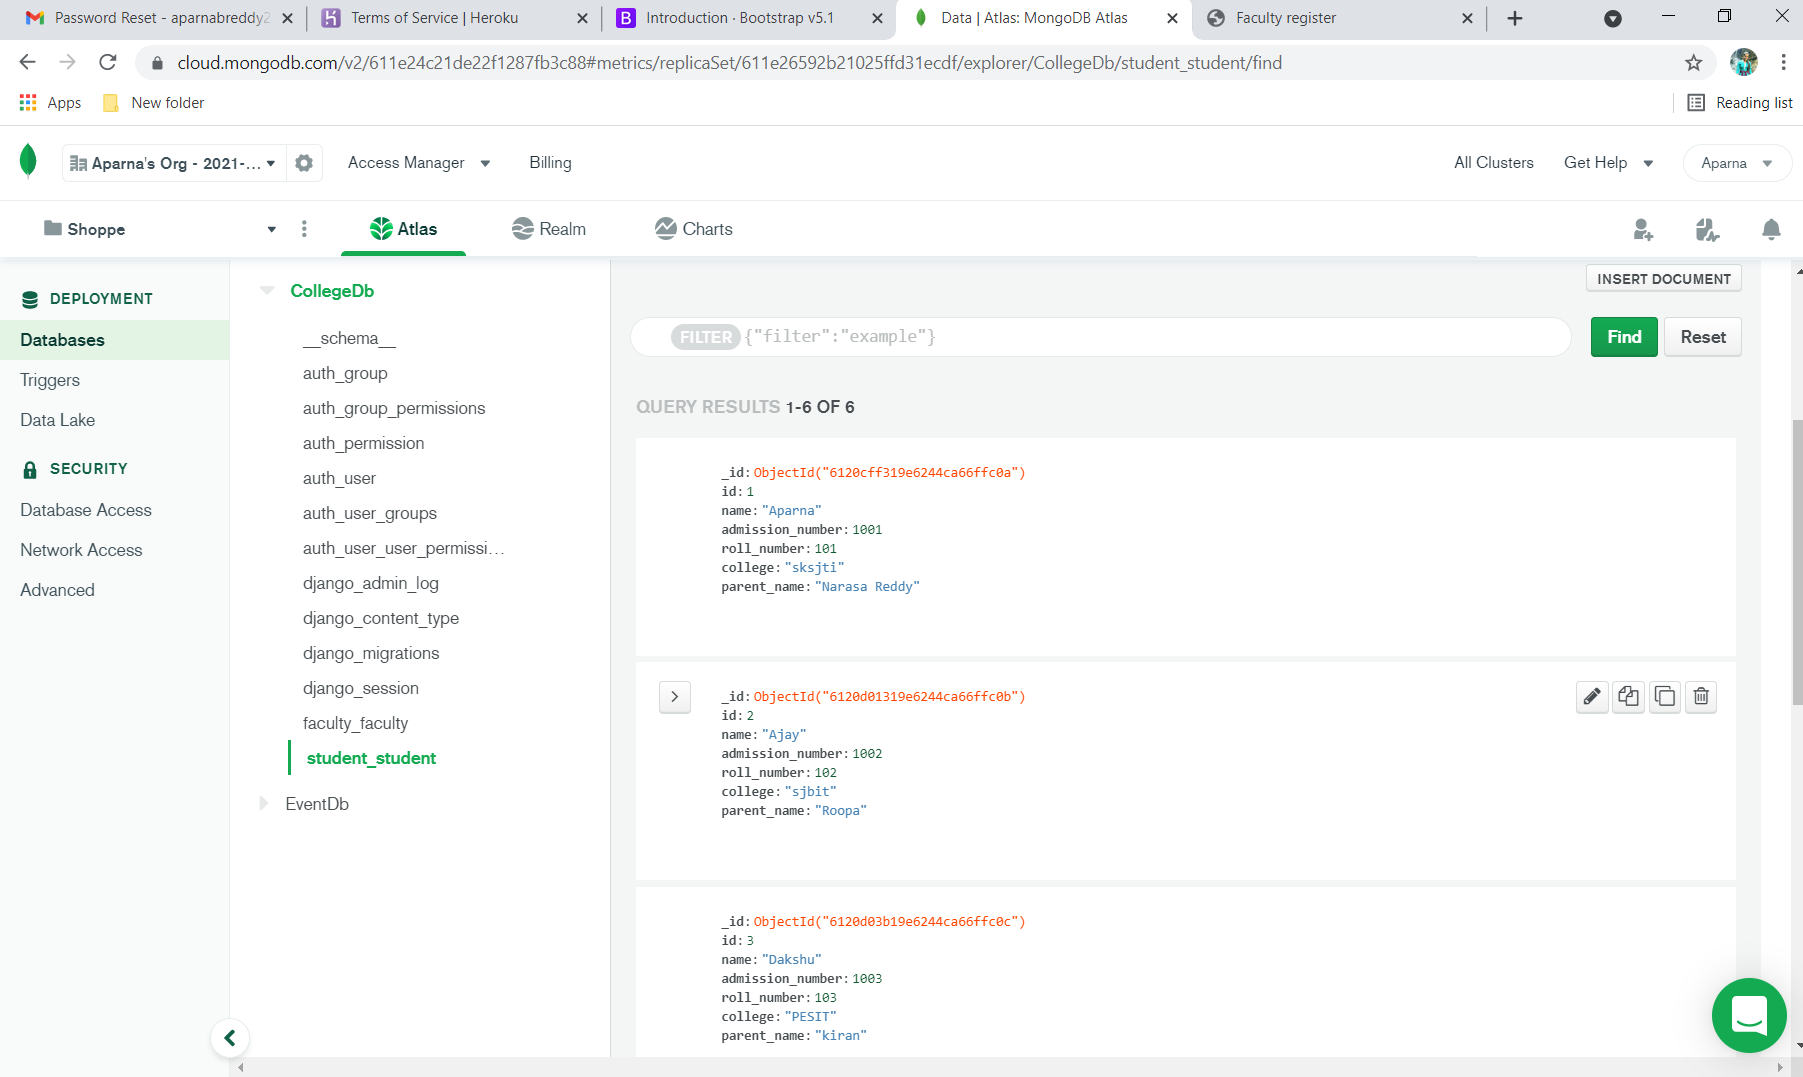 Password Reset - aparnabreddy2
Terms of Service | Heroku
B Introduction · Bootstrap v5.1
Data | Atlas: MongoDB Atlas
Faculty register
cloud.mongodb.com/v2/611e24c21de22f1287fb3c88#metrics/replicaSet/611e26592b21025ffd31ecdf/explorer/CollegeDb/student_student/find
Apps
New folder
Reading list
Aparna's Org - 2021-...
Access Manager
Billing
All Clusters
Get Help
Aparna
Shoppe
Atlas
Realm
Charts
DEPLOYMENT
Databases
Triggers
Data Lake
SECURITY
Database Access
Network Access
Advanced
CollegeDb
__schema__
auth_group
auth_group_permissions
auth_permission
auth_user
auth_user_groups
auth_user_user_permissi...
django_admin_log
django_content_type
django_migrations
django_session
faculty_faculty
student_student
EventDb
INSERT DOCUMENT
FILTER {"filter":"example"}
Find
Reset
QUERY RESULTS 1-6 OF 6
_id: ObjectId("6120cff319e6244ca66ffc0a")
id: 1
name: "Aparna"
admission_number: 1001
roll_number: 101
college: "sksjti"
parent_name: "Narasa Reddy"
_id: ObjectId("6120d01319e6244ca66ffc0b")
id: 2
name: "Ajay"
admission_number: 1002
roll_number: 102
college: "sjbit"
parent_name: "Roopa"
_id: ObjectId("6120d03b19e6244ca66ffc0c")
id: 3
name: "Dakshu"
admission_number: 1003
roll_number: 103
college: "PESIT"
parent_name: "kiran"